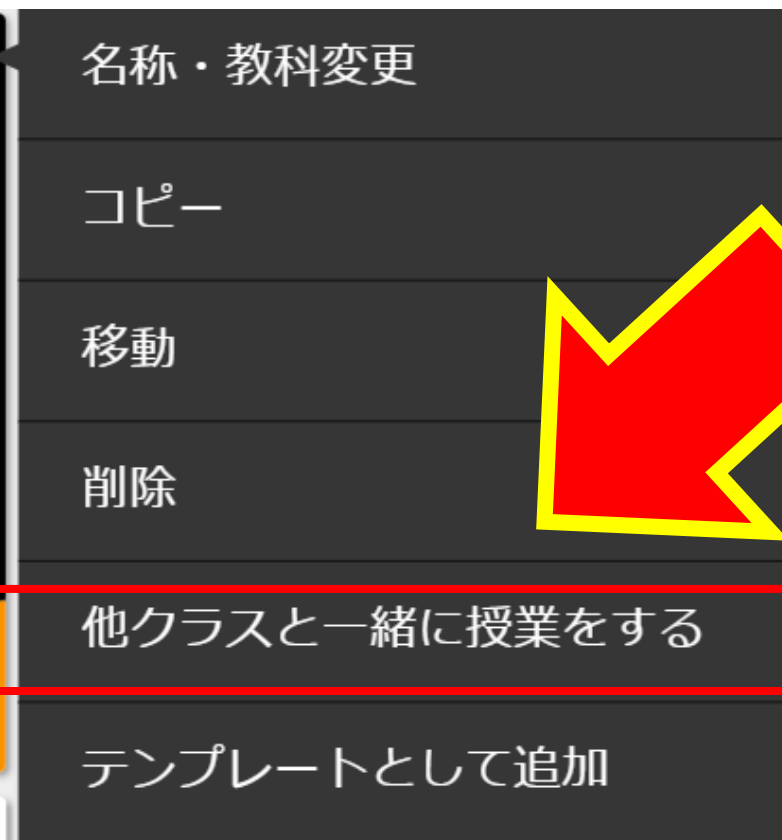 名称・教科変更
コピー
移動
削除
他クラスと一緒に授業をする
テンプレートとして追加